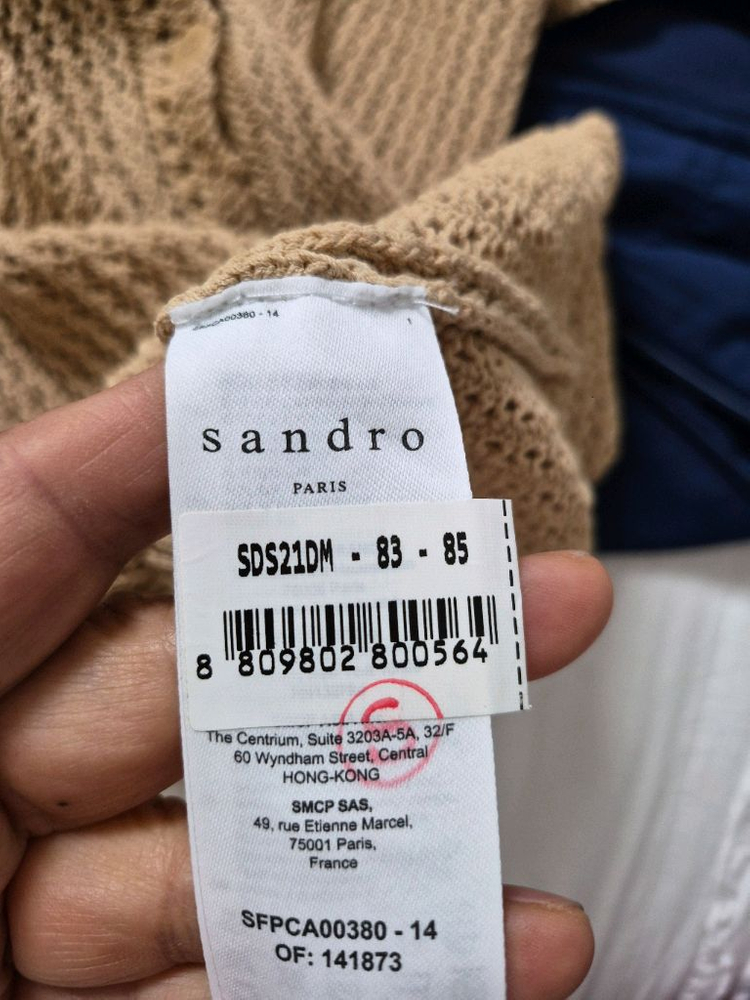 SFPCA00380 - 14 1
sandro
PARIS
SDS21DM - 83 - 85
8 809802 800564
S
The Centrium, Suite 3203A-5A, 32/F
60 Wyndham Street, Central
HONG-KONG
SMCP SAS,
49, rue Etienne Marcel,
75001 Paris,
France
SFPCA00380 - 14
OF: 141873